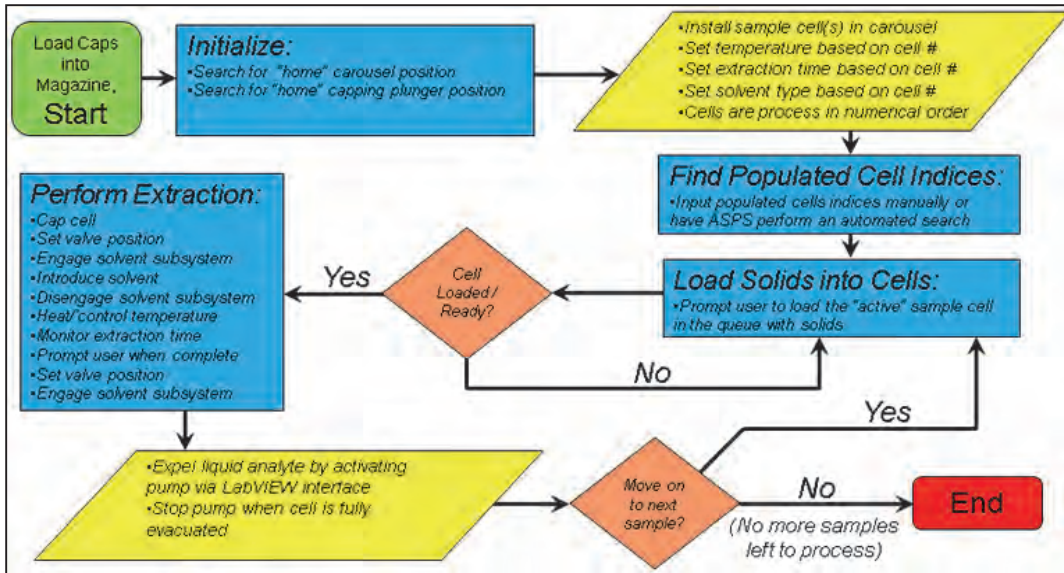 Load Caps
into
Magazine,
Start
Initialize:
•Search for "home" carousel position
•Search for "home" capping plunger position
•Install sample cell(s) in carousel
•Set temperature based on cell #
•Set extraction time based on cell #
•Set solvent type based on cell #
•Cells are process in numerical order
Find Populated Cell Indices:
•Input populated cells indices manually or
have ASPS perform an automated search
Load Solids into Cells:
•Prompt user to load the "active" sample cell
in the queue with solids
Cell
Loaded /
Ready?
Yes
No
Perform Extraction:
•Cap cell
•Set valve position
•Engage solvent subsystem
•Introduce solvent
•Disengage solvent subsystem
•Heat/control temperature
•Monitor extraction time
•Prompt user when complete
•Set valve position
•Engage solvent subsystem
•Expel liquid analyte by activating
pump via LabVIEW interface
•Stop pump when cell is fully
evacuated
Move on
to next
sample?
Yes
No
(No more samples
left to process)
End